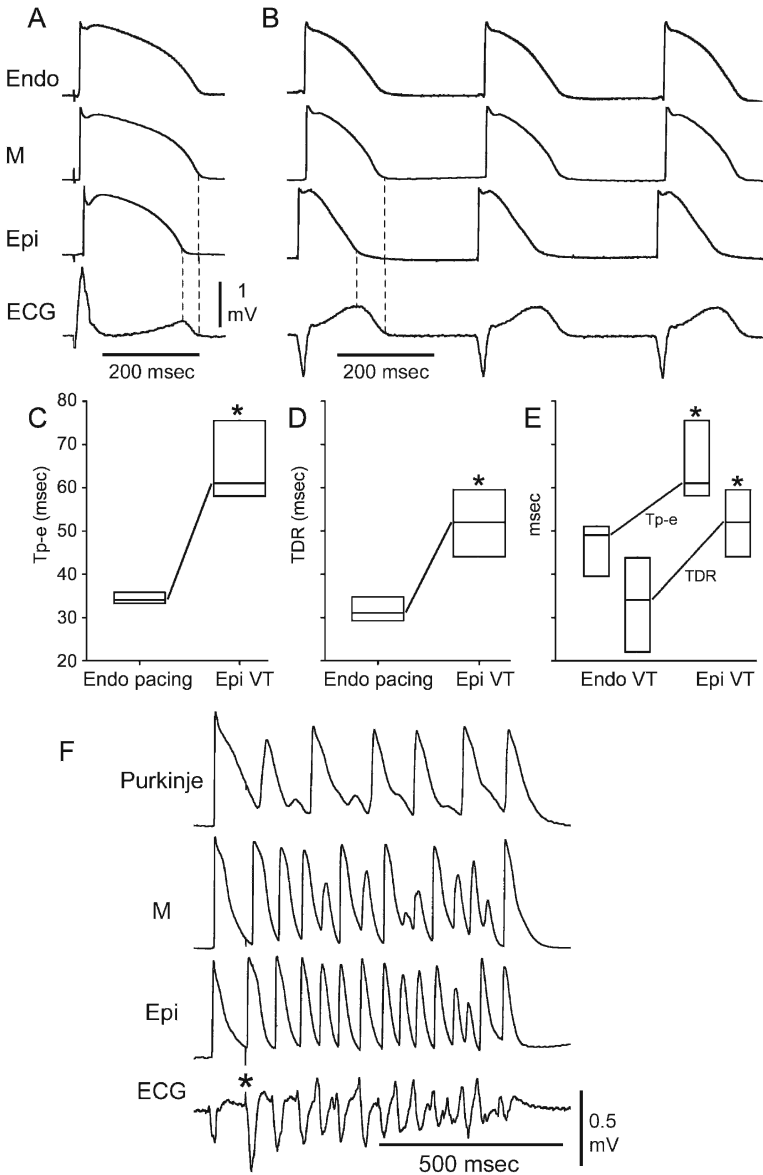 A
B
Endo
M
Epi
ECG
1
mV
200 msec
200 msec
C
D
E
*
*
*
*
80
70
60
50
40
30
20
Tp-e (msec)
TDR (msec)
msec
Tp-e
TDR
Endo pacing Epi VT
Endo pacing Epi VT
Endo VT Epi VT
F
Purkinje
M
Epi
*
ECG
0.5
mV
500 msec